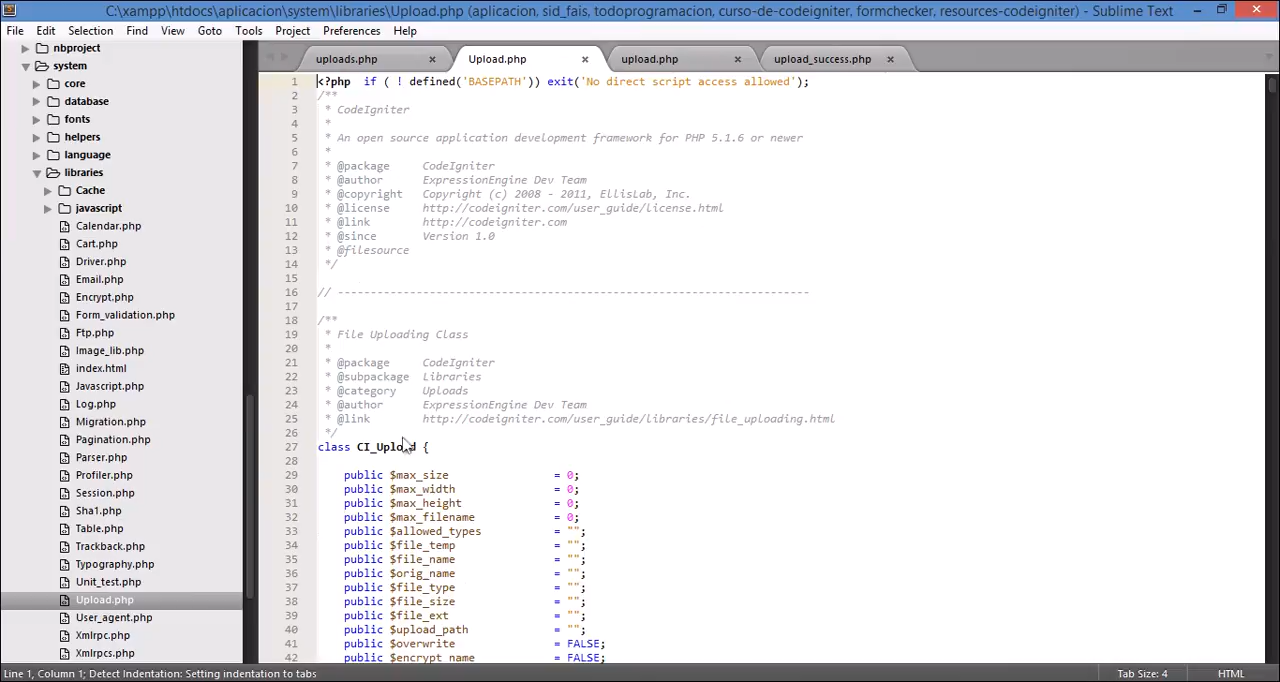 C:\xampp\htdocs\aplicacion\system\libraries\Upload.php (aplicacion, sid_fais, todoprogramacion, curso-de-codeigniter, formchecker, resources-codeigniter) - Sublime Text
File Edit Selection Find View Goto Tools Project Preferences Help
nbproject
system
core
database
fonts
helpers
language
libraries
Cache
javascript
Calendar.php
Cart.php
Driver.php
Email.php
Encrypt.php
Form_validation.php
Ftp.php
Image_lib.php
index.html
Javascript.php
Log.php
Migration.php
Pagination.php
Parser.php
Profiler.php
Session.php
Sha1.php
Table.php
Trackback.php
Typography.php
Unit_test.php
Upload.php
User_agent.php
Xmlrpc.php
Xmlrpcs.php
uploads.php Upload.php upload.php upload_success.php
1 <?php if ( ! defined('BASEPATH')) exit('No direct script access allowed');
2 /**
3 * CodeIgniter
4 *
5 * An open source application development framework for PHP 5.1.6 or newer
6 *
7 * @package CodeIgniter
8 * @author ExpressionEngine Dev Team
9 * @copyright Copyright (c) 2008 - 2011, EllisLab, Inc.
10 * @license http://codeigniter.com/user_guide/license.html
11 * @link http://codeigniter.com
12 * @since Version 1.0
13 * @filesource
14 */
15
16 // ------------------------------------------------------------------------
17
18 /**
19 * File Uploading Class
20 *
21 * @package CodeIgniter
22 * @subpackage Libraries
23 * @category Uploads
24 * @author ExpressionEngine Dev Team
25 * @link http://codeigniter.com/user_guide/libraries/file_uploading.html
26 */
27 class CI_Upload {
28
29 public $max_size = 0;
30 public $max_width = 0;
31 public $max_height = 0;
32 public $max_filename = 0;
33 public $allowed_types = "";
34 public $file_temp = "";
35 public $file_name = "";
36 public $orig_name = "";
37 public $file_type = "";
38 public $file_size = "";
39 public $file_ext = "";
40 public $upload_path = "";
41 public $overwrite = FALSE;
42 public $encrypt_name = FALSE;
Line 1, Column 1; Detect Indentation: Setting indentation to tabs Tab Size: 4 HTML